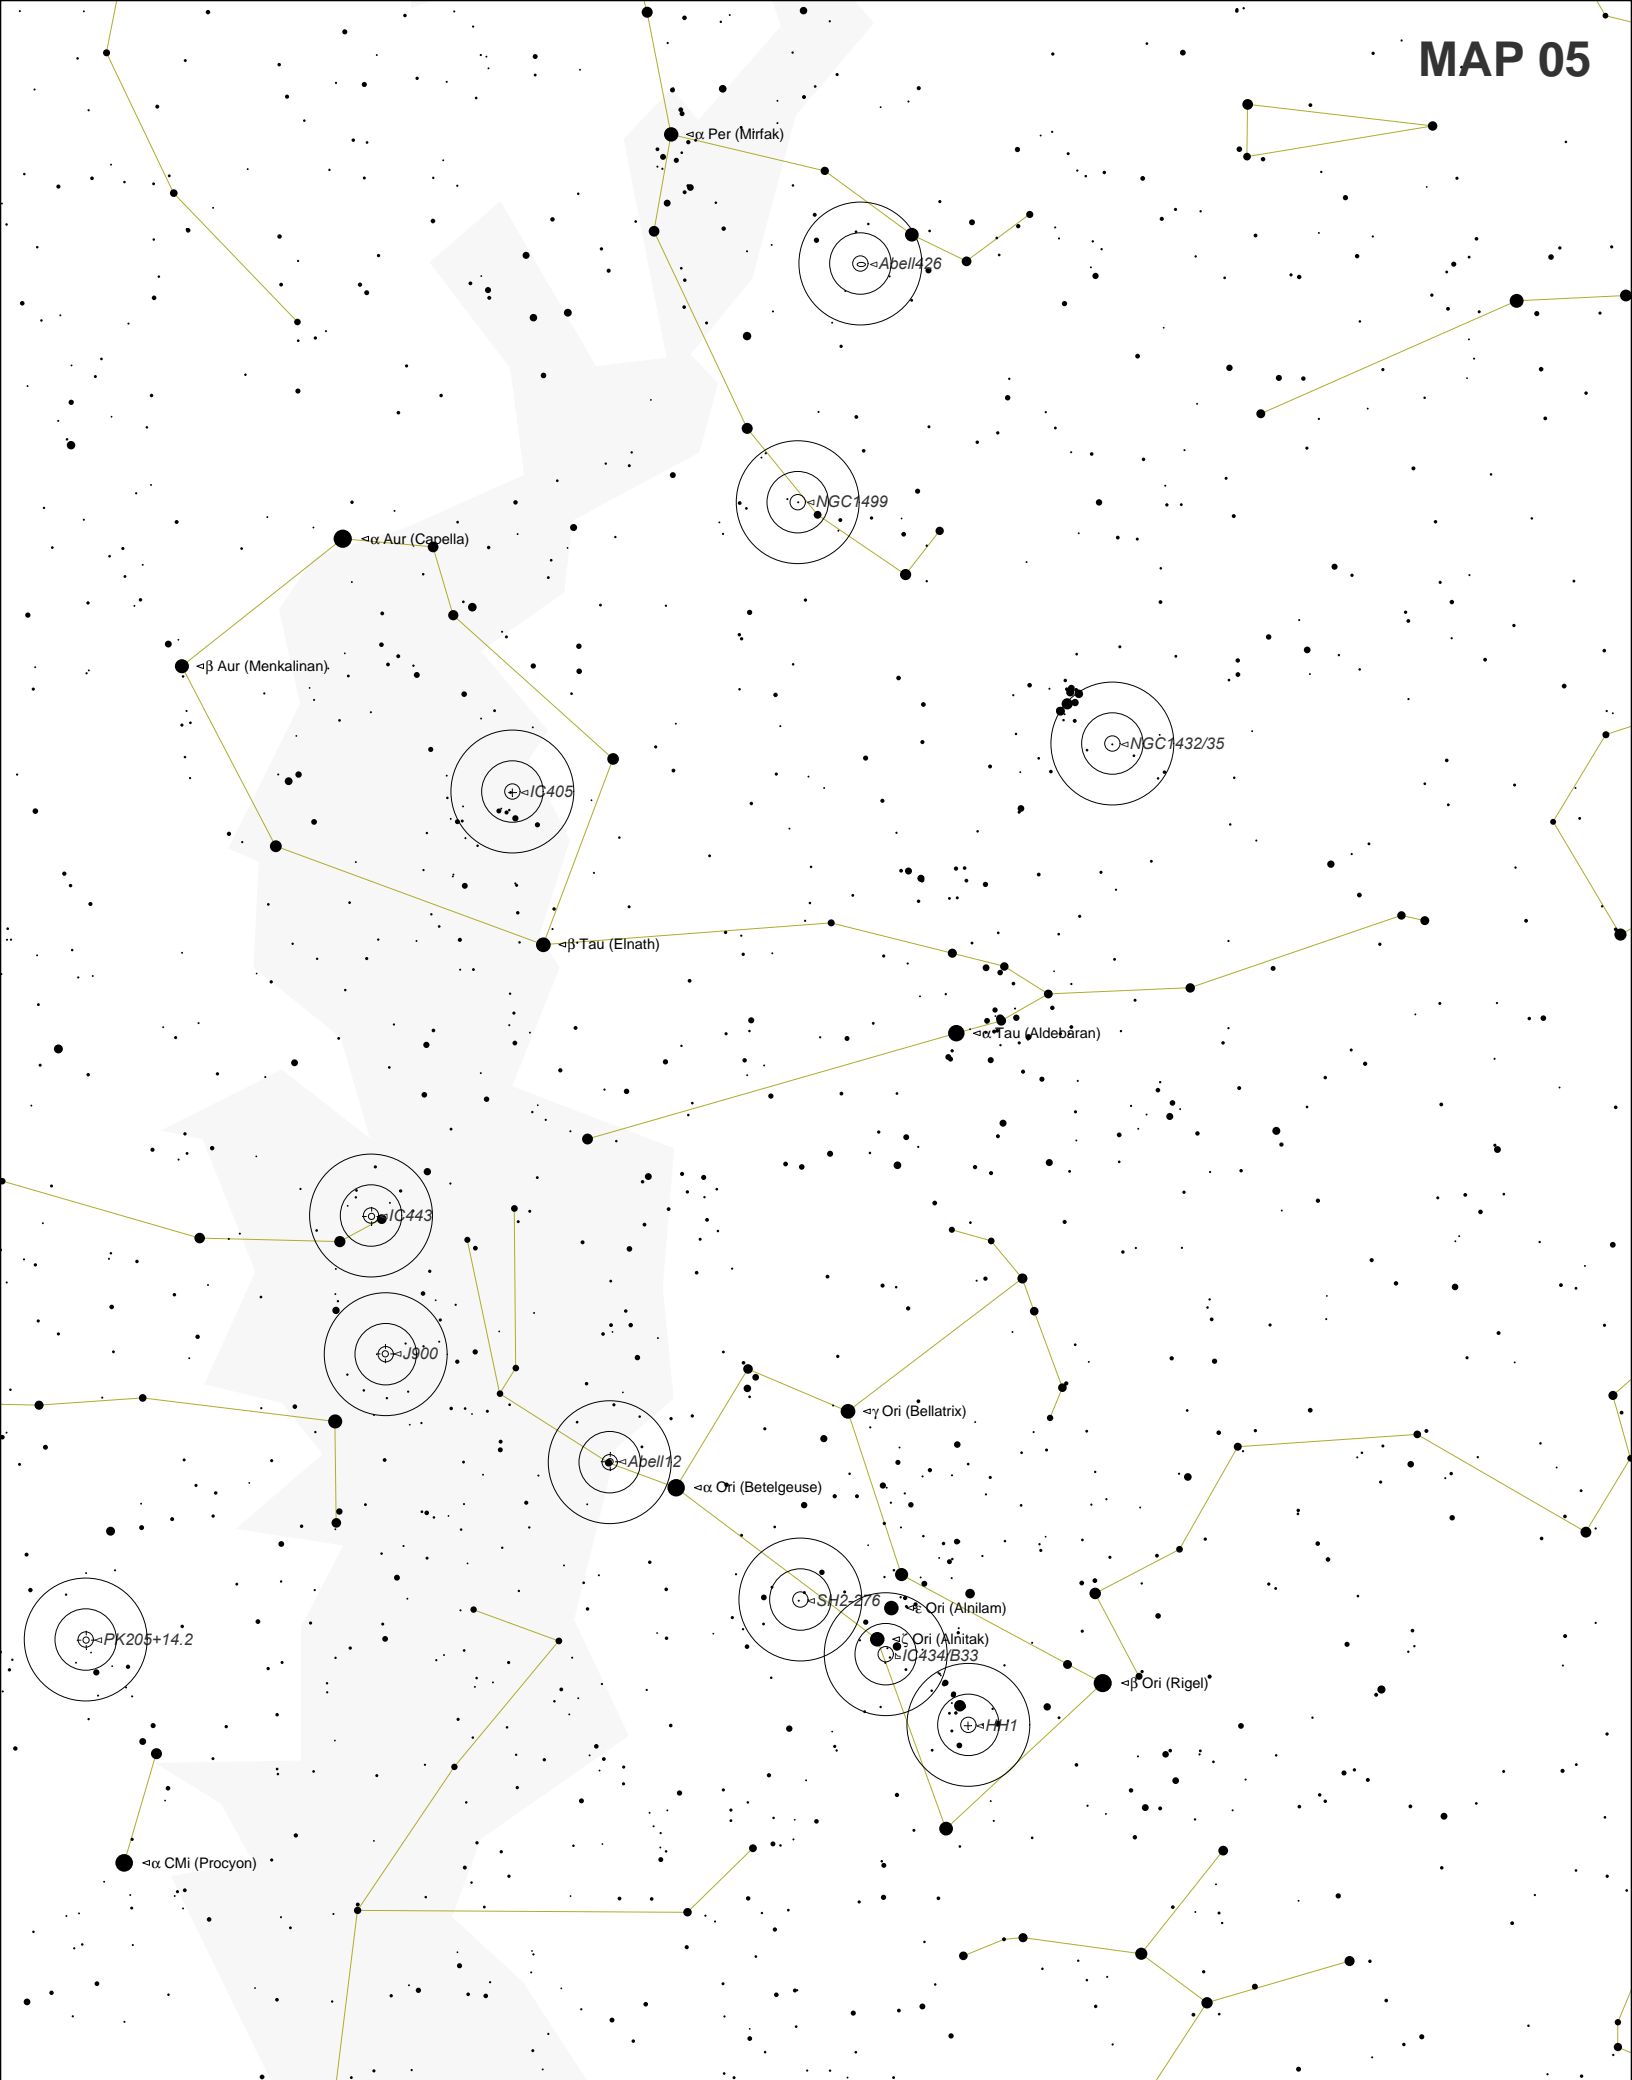 MAP 05
α Per (Mirfak)
Abell426
NGC1499
α Aur (Capella)
β Aur (Menkalinan)
NGC1432/35
IC405
β Tau (Elnath)
α Tau (Aldebaran)
IC443
J900
γ Ori (Bellatrix)
Abell12
α Ori (Betelgeuse)
SH2-276
ε Ori (Alnilam)
ζ Ori (Alnitak)
PK205+14.2
IC434/B33
β Ori (Rigel)
HH1
α CMi (Procyon)